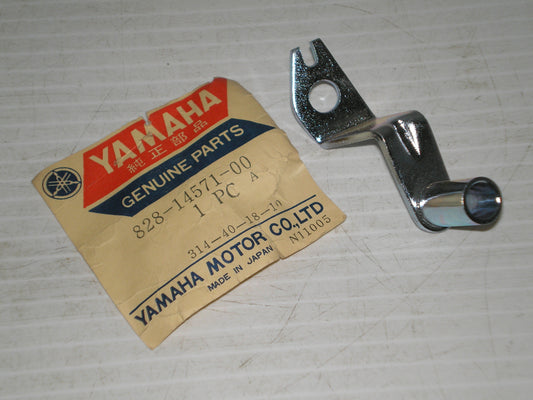 YAMAHA
純正部品
GENUINE PARTS
828-14571-00
1 PC A
314-40-18-10
YAMAHA MOTOR CO.,LTD
MADE IN JAPAN N11005